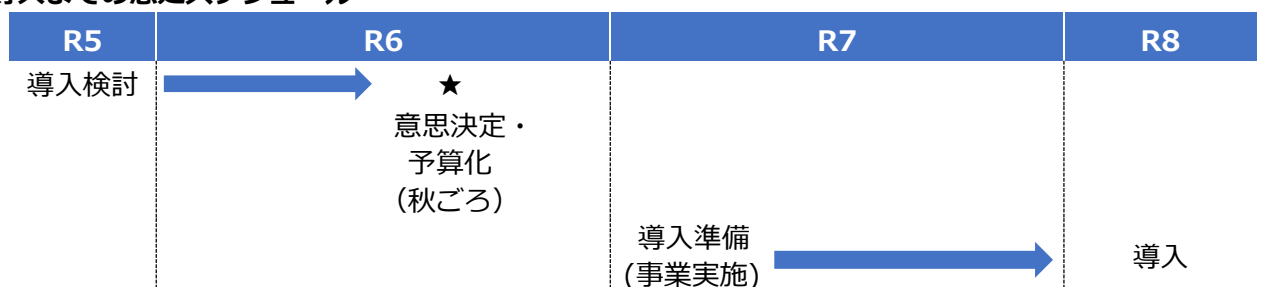 R5 R6 R7 R8
導入検討 ★
意思決定・
予算化
（秋ごろ）
導入準備
(事業実施)
導入